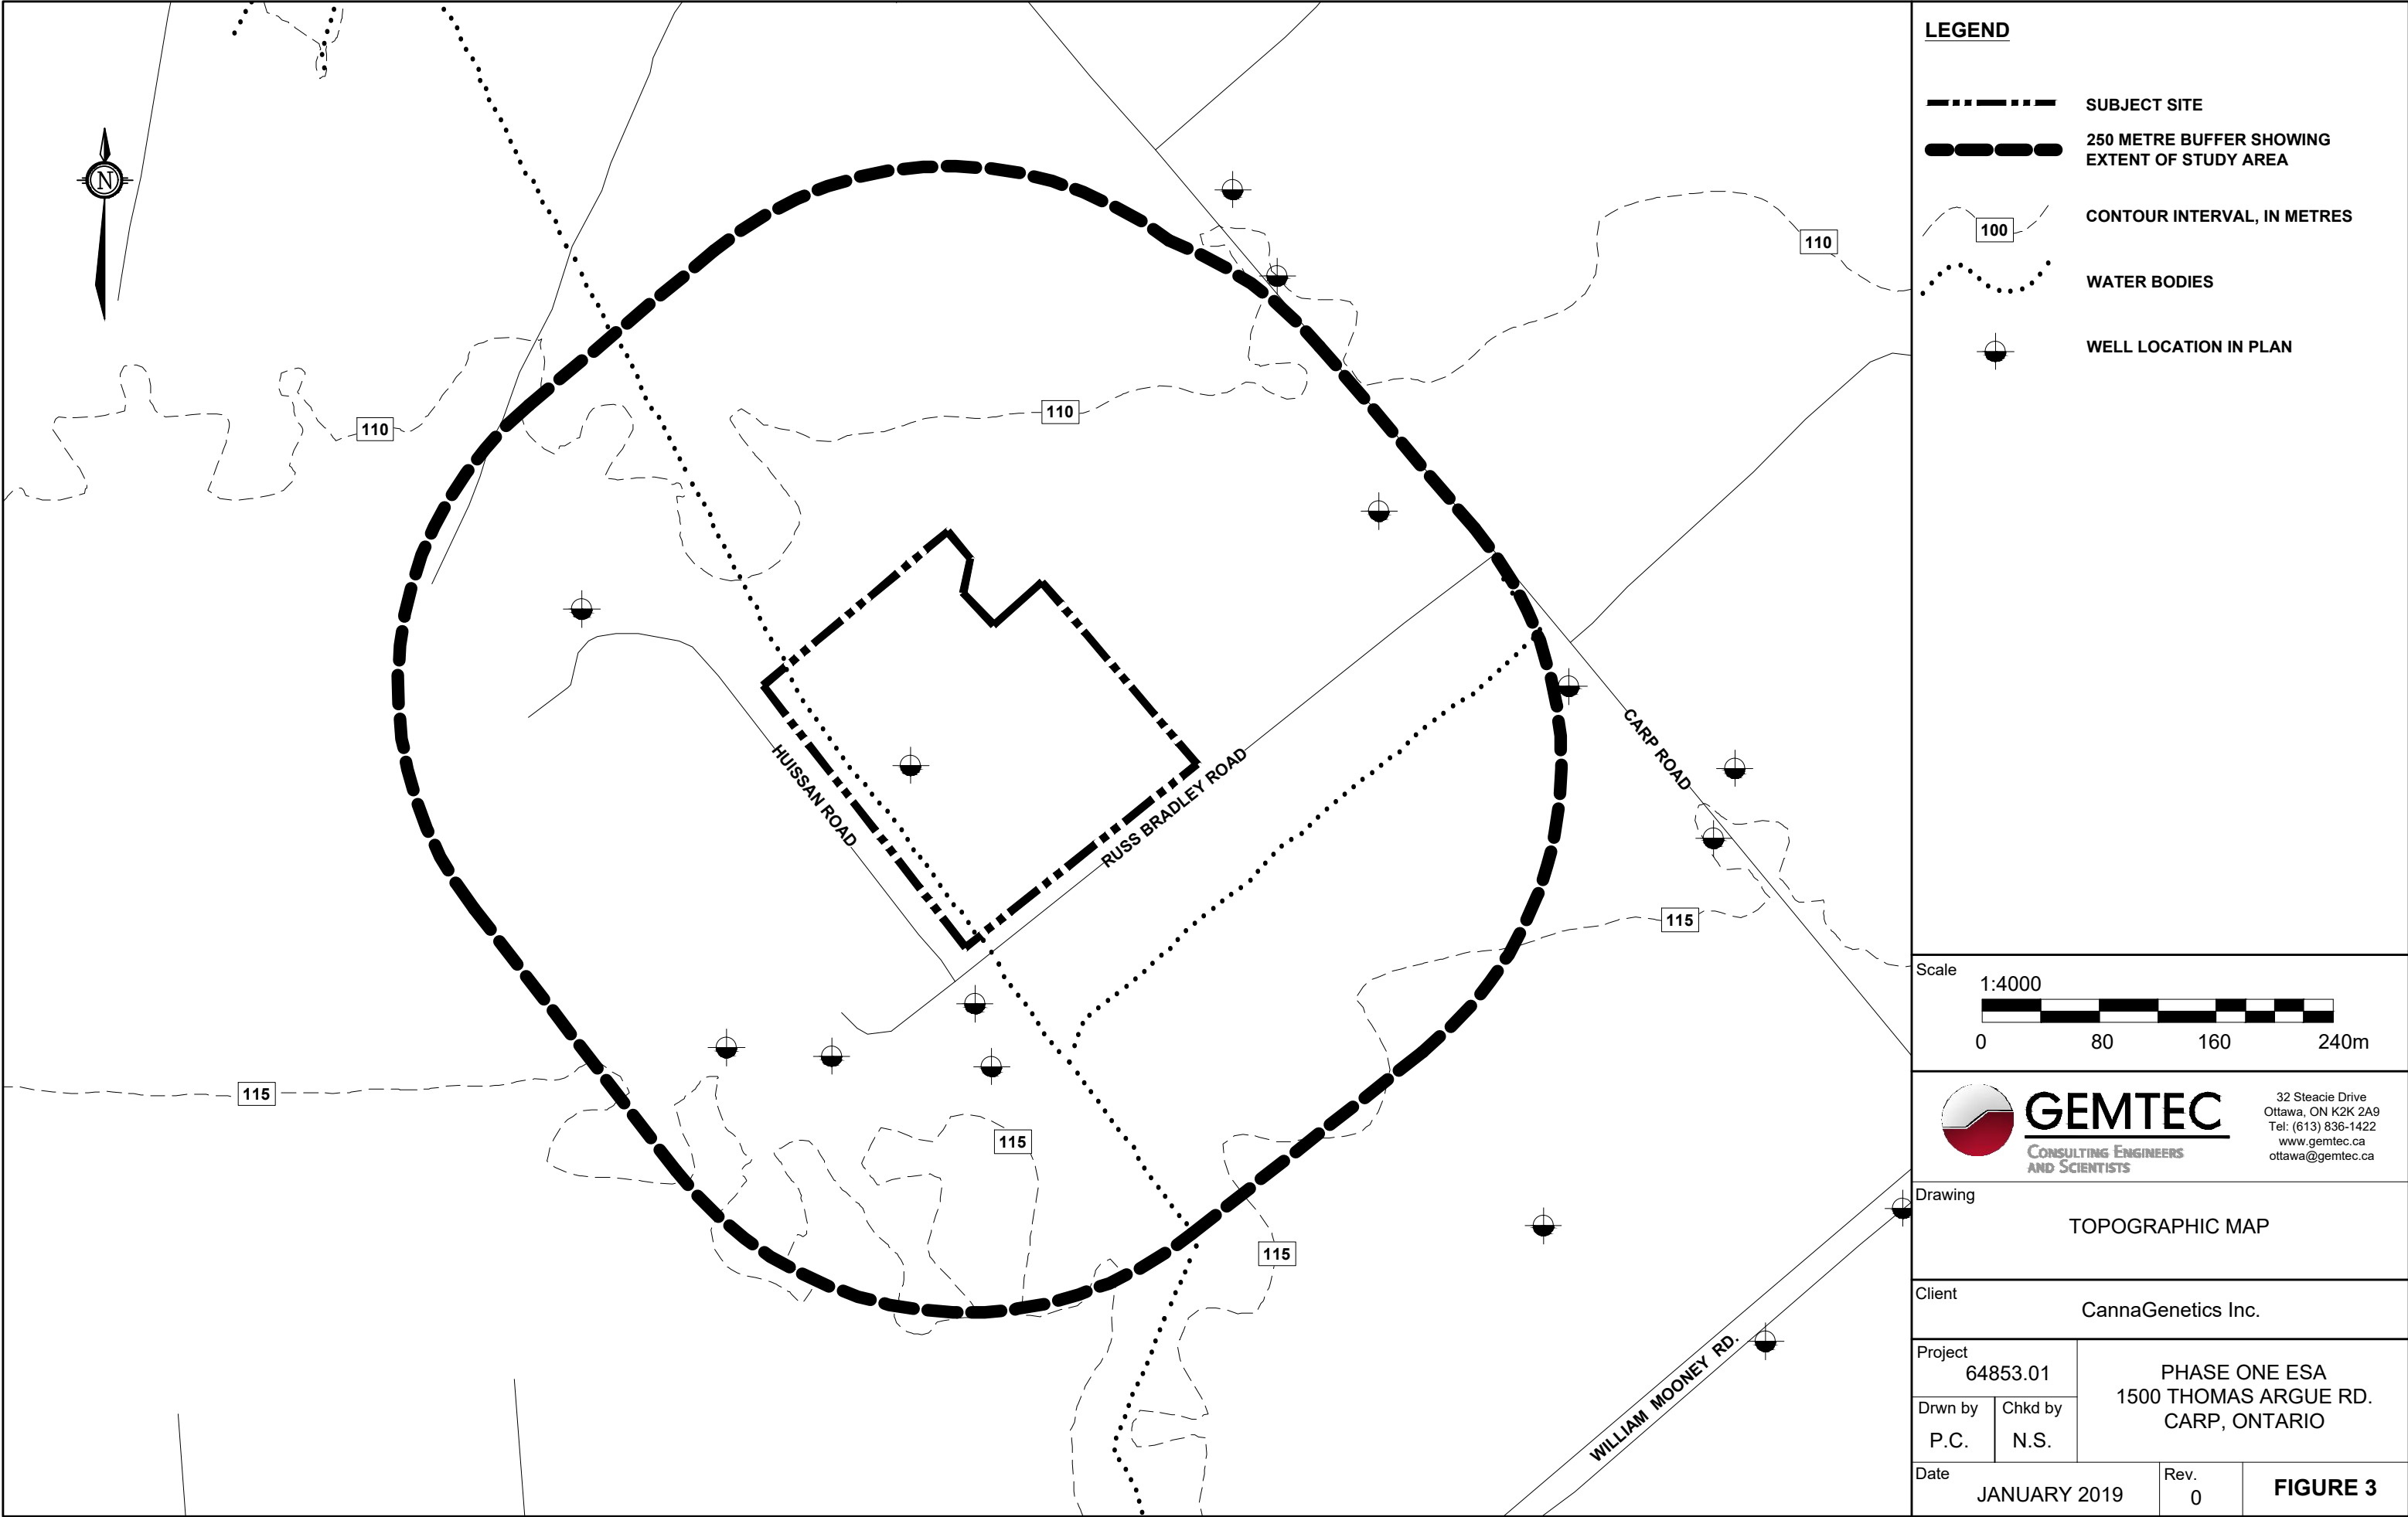 N
110
110
110
HUISSAN ROAD
RUSS BRADLEY ROAD
CARP ROAD
115
115
115
115
WILLIAM MOONEY RD.
LEGEND
SUBJECT SITE
250 METRE BUFFER SHOWING
EXTENT OF STUDY AREA
100
CONTOUR INTERVAL, IN METRES
WATER BODIES
WELL LOCATION IN PLAN
Scale
1:4000
0 80 160 240m
GEMTEC
CONSULTING ENGINEERS
AND SCIENTISTS
32 Steacie Drive
Ottawa, ON K2K 2A9
Tel: (613) 836-1422
www.gemtec.ca
ottawa@gemtec.ca
Drawing
TOPOGRAPHIC MAP
Client
CannaGenetics Inc.
Project
64853.01
Drwn by
P.C.
Chkd by
N.S.
PHASE ONE ESA
1500 THOMAS ARGUE RD.
CARP, ONTARIO
Date
JANUARY 2019
Rev.
0
FIGURE 3